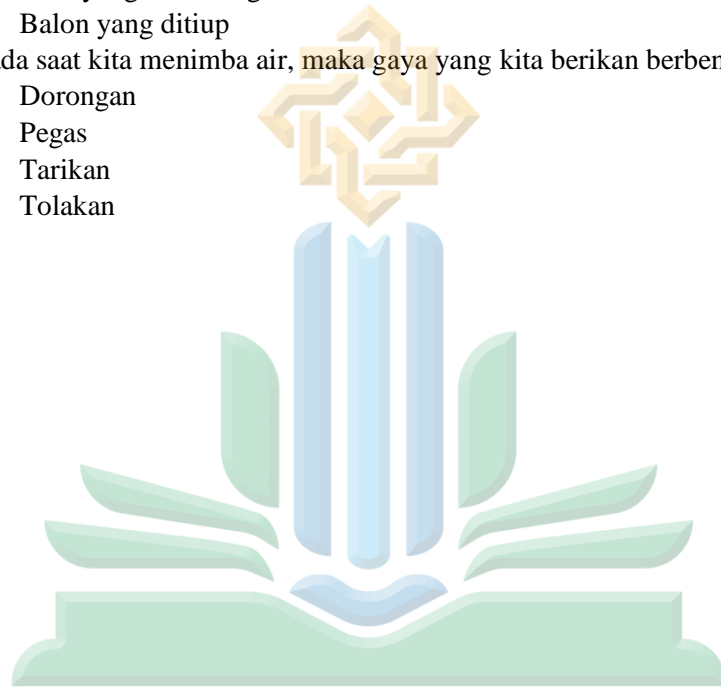 Balon yang ditiup
da saat kita menimba air, maka gaya yang kita berikan berben
Dorongan
Pegas
Tarikan
Tolakan